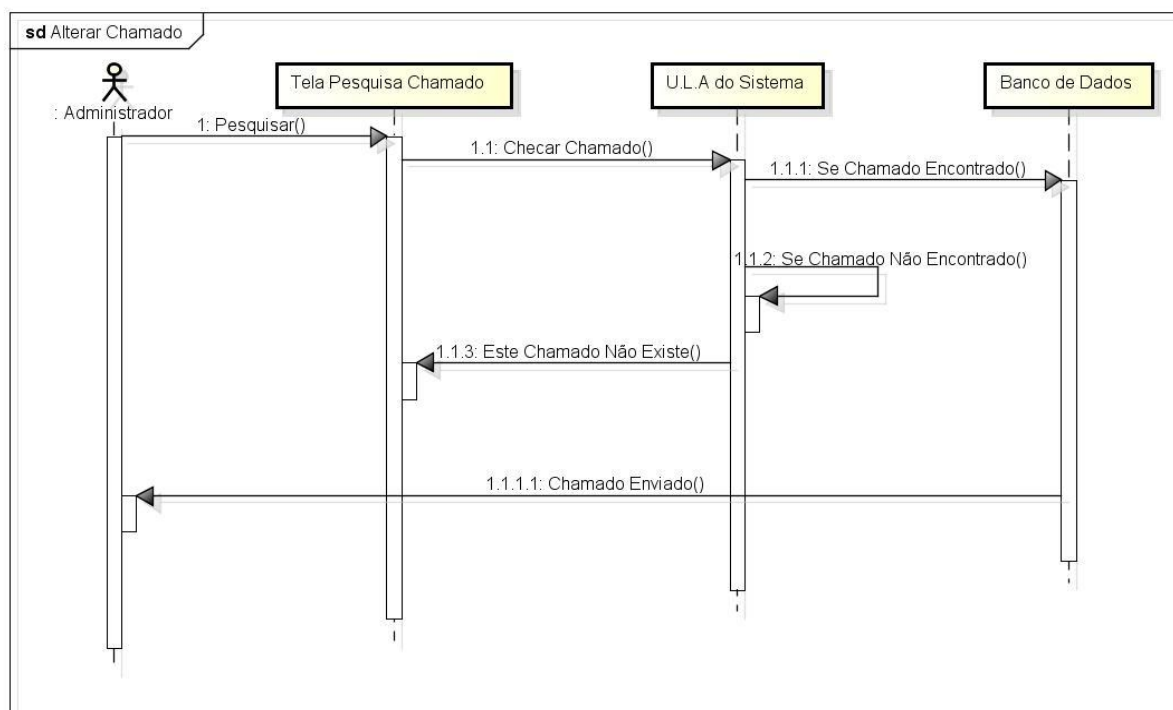 sd Alterar Chamado
: Administrador
Tela Pesquisa Chamado
U.L.A do Sistema
Banco de Dados
1: Pesquisar()
1.1: Checar Chamado()
1.1.1: Se Chamado Encontrado()
1.1.2: Se Chamado Não Encontrado()
1.1.3: Este Chamado Não Existe()
1.1.1.1: Chamado Enviado()